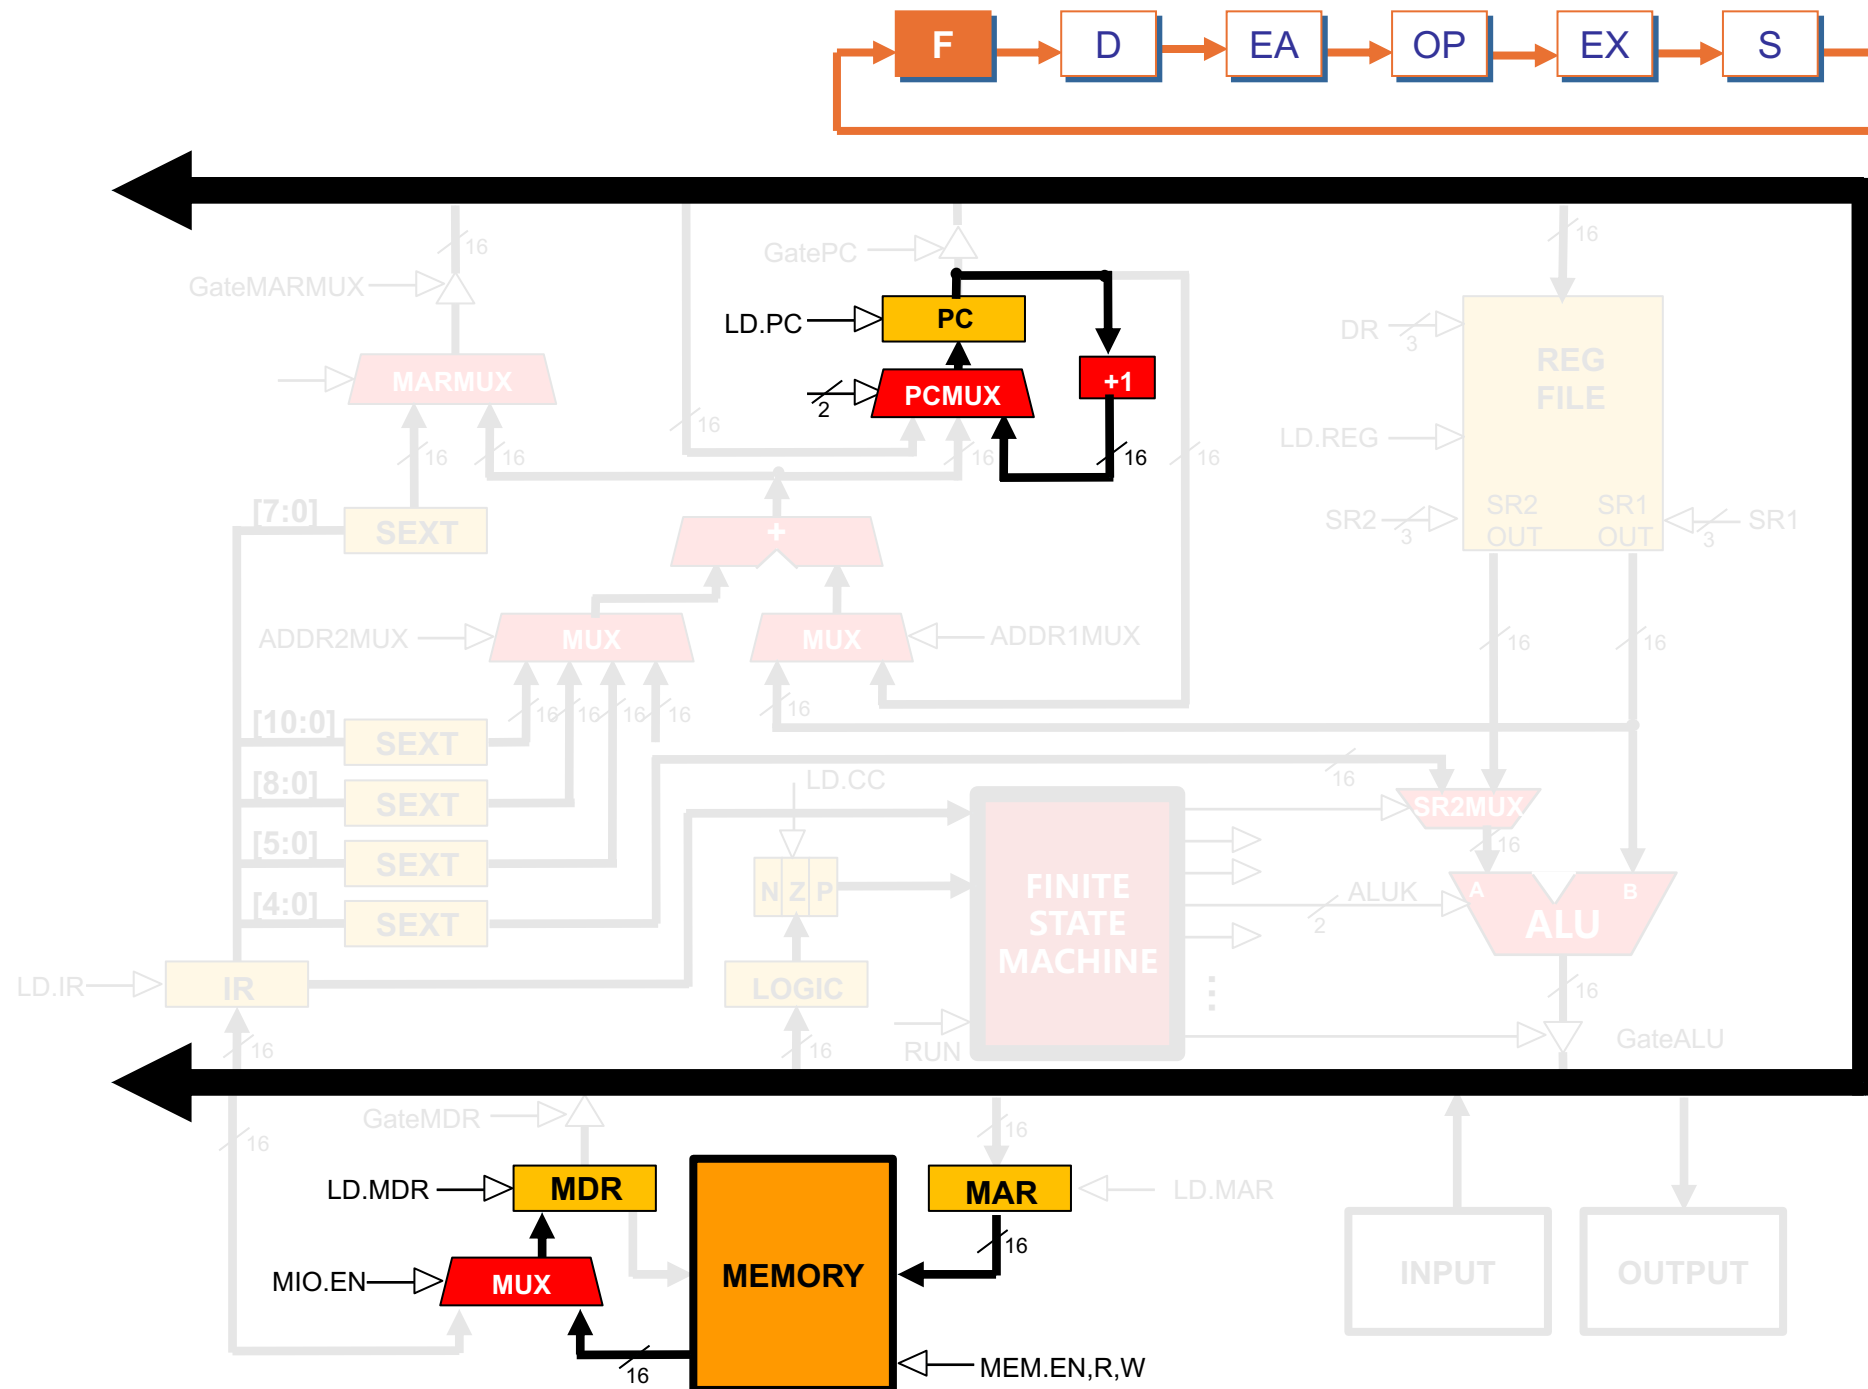 F D EA OP EX S
16 GatePC 16
GateMARMUX
LD.PC PC DR 3
REG
FILE
MARMUX 2 PCMUX +1
16 LD.REG
16 16 16 16 16
[7:0] SEXT + SR2 3 SR2 OUT SR1 OUT 3 SR1
ADDR2MUX MUX MUX ADDR1MUX 16 16
16 16 16 16 16
[10:0] SEXT
LD.CC 16
[8:0] SEXT SR2MUX
[5:0] SEXT 16
N Z P FINITE
STATE
MACHINE
2 ALUK A B
ALU
[4:0] SEXT
LD.IR IR LOGIC 16
16 16 RUN GateALU
GateMDR 16
16
LD.MDR MDR MAR LD.MAR
16
MIO.EN MUX MEMORY INPUT OUTPUT
16 MEM.EN,R,W